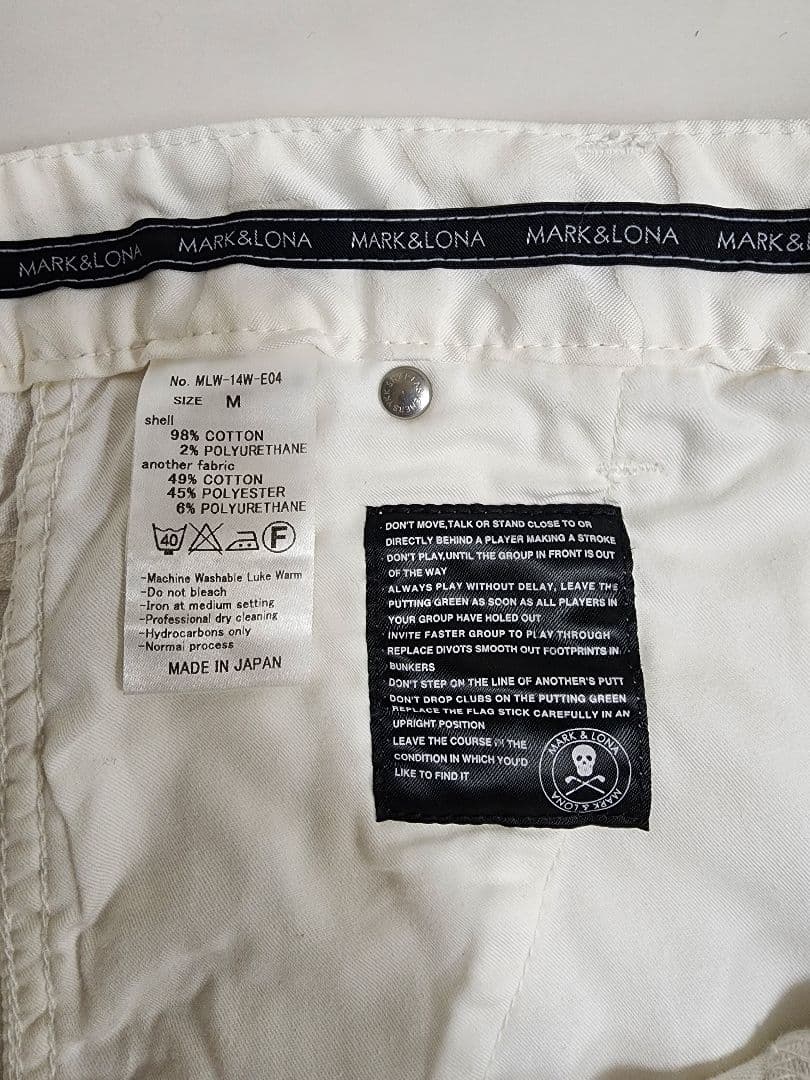 MARK&LONA MARK&LONA MARK&LONA MARK&LONA MARK&L
No. MLW-14W-E04
SIZE M
shell
98% COTTON
2% POLYURETHANE
another fabric
49% COTTON
45% POLYESTER
6% POLYURETHANE
40 F
-Machine Washable Luke Warm
-Do not bleach
-Iron at medium setting
-Professional dry cleaning
-Hydrocarbons only
-Normal process
MADE IN JAPAN
DON'T MOVE,TALK OR STAND CLOSE TO OR
DIRECTLY BEHIND A PLAYER MAKING A STROKE
DON'T PLAY,UNTIL THE GROUP IN FRONT IS OUT
OF THE WAY
ALWAYS PLAY WITHOUT DELAY, LEAVE THE
PUTTING GREEN AS SOON AS ALL PLAYERS IN
YOUR GROUP HAVE HOLED OUT
INVITE FASTER GROUP TO PLAY THROUGH
REPLACE DIVOTS SMOOTH OUT FOOTPRINTS IN
BUNKERS
DON'T STEP ON THE LINE OF ANOTHER'S PUTT
DON'T DROP CLUBS ON THE PUTTING GREEN
REPLACE THE FLAG STICK CAREFULLY IN AN
UPRIGHT POSITION
LEAVE THE COURSE IN THE
CONDITION IN WHICH YOU'D
LIKE TO FIND IT
MARK & LONA
MARK & LONA